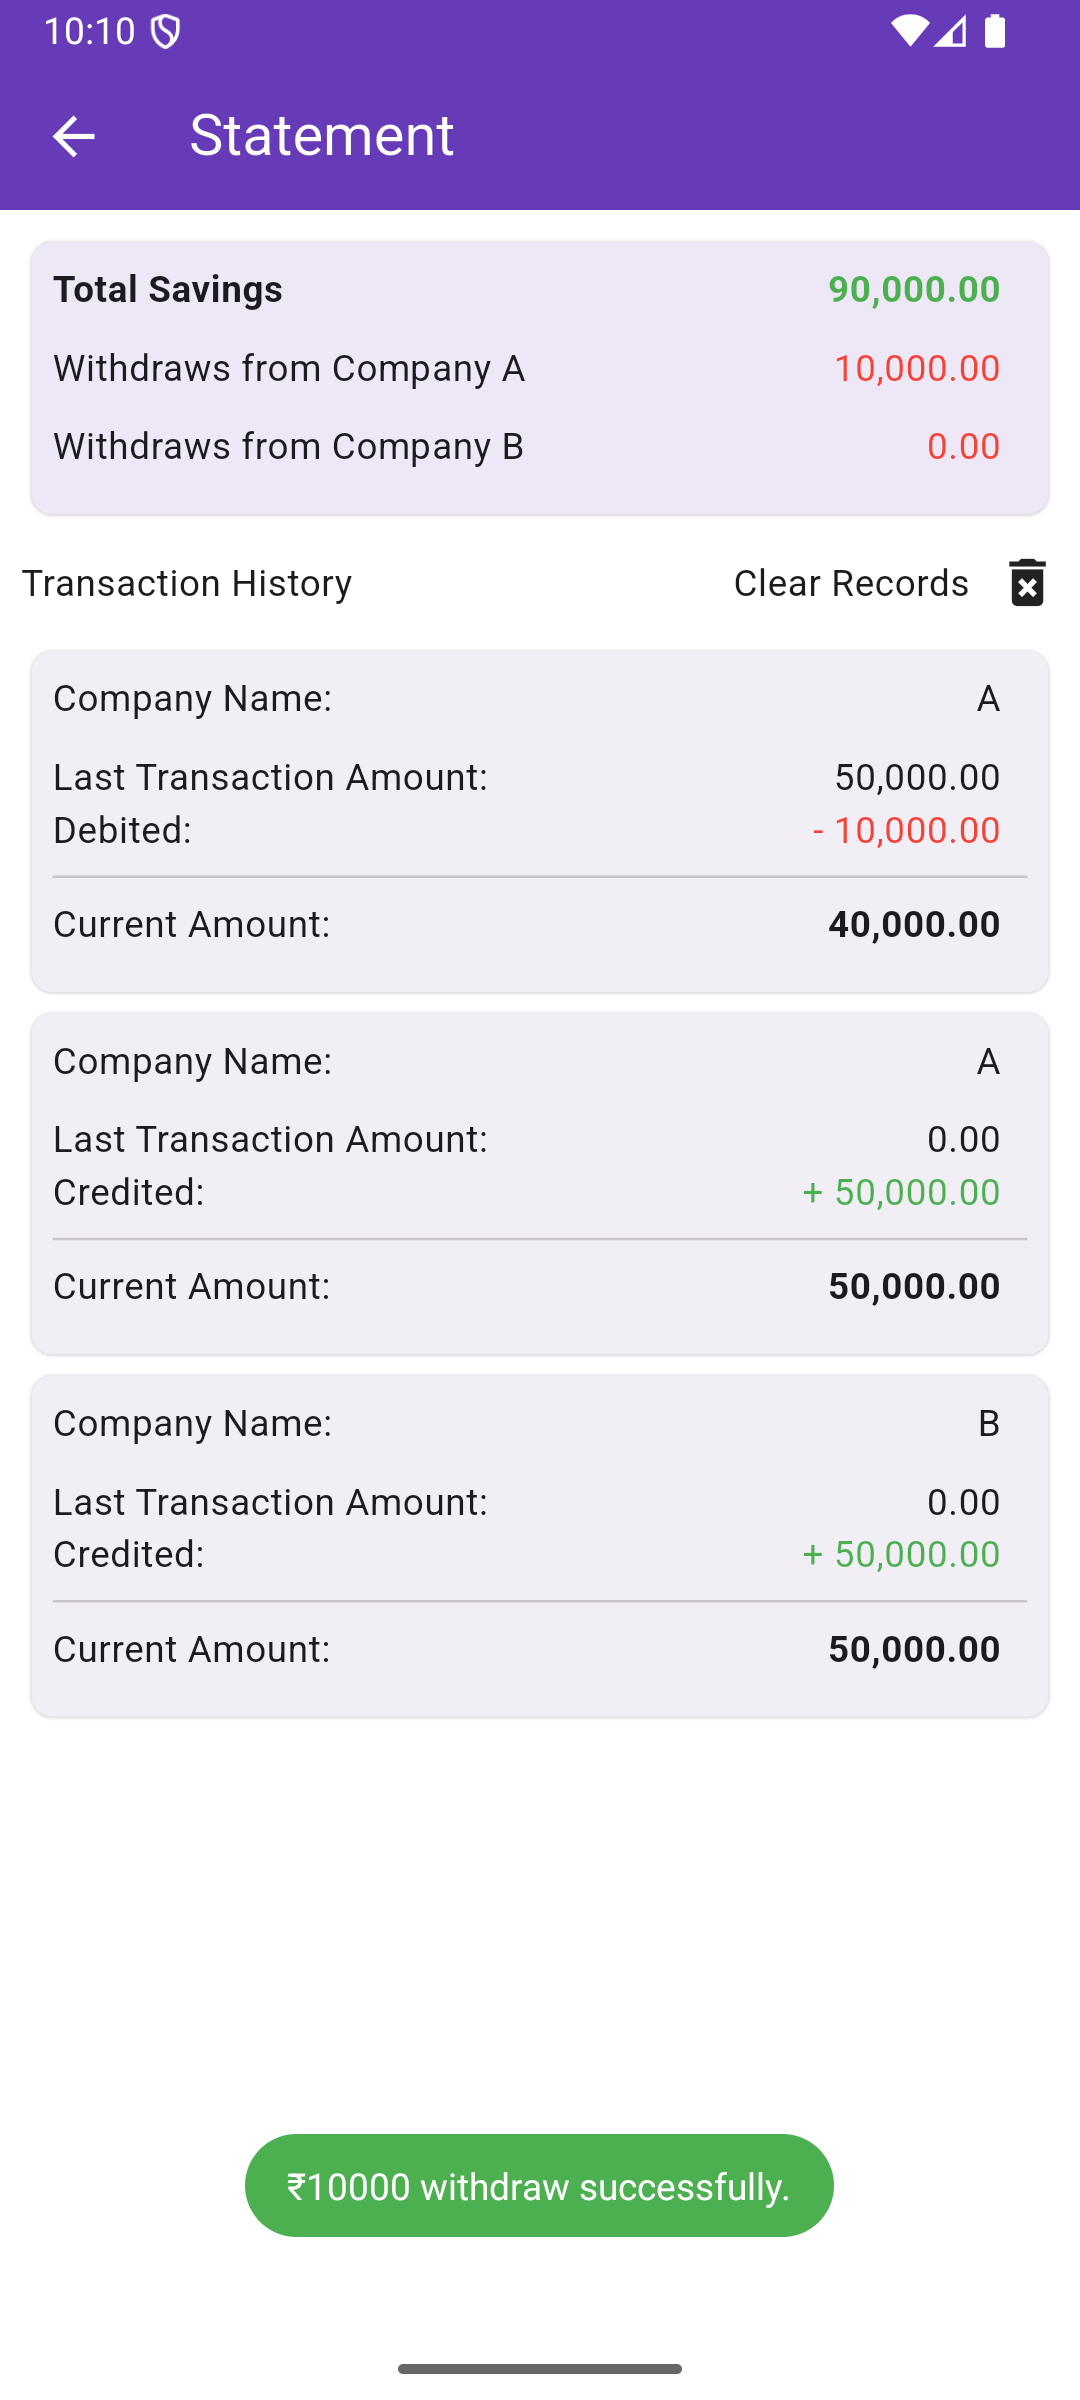 10:10
Statement
Total Savings 90,000.00
Withdraws from Company A 10,000.00
Withdraws from Company B 0.00
Transaction History Clear Records
Company Name: A
Last Transaction Amount: 50,000.00
Debited: - 10,000.00
Current Amount: 40,000.00
Company Name: A
Last Transaction Amount: 0.00
Credited: + 50,000.00
Current Amount: 50,000.00
Company Name: B
Last Transaction Amount: 0.00
Credited: + 50,000.00
Current Amount: 50,000.00
₹10000 withdraw successfully.